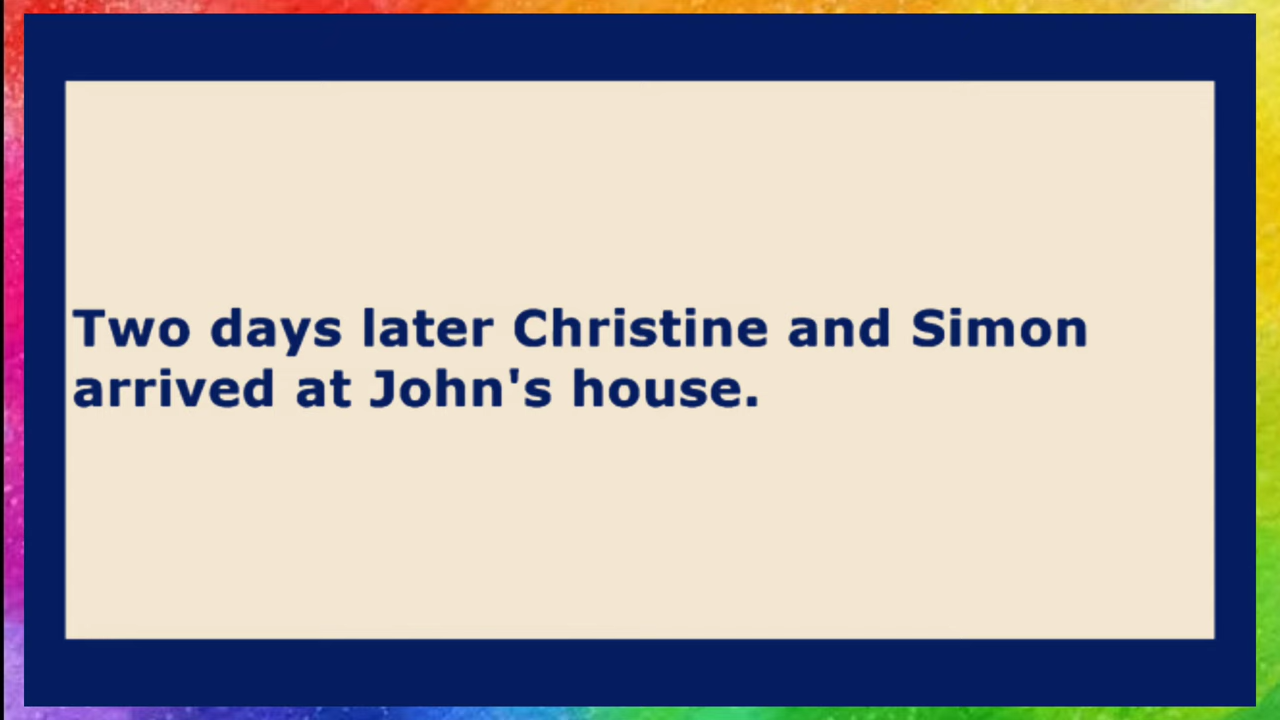 Two days later Christine and Simon
arrived at John's house.